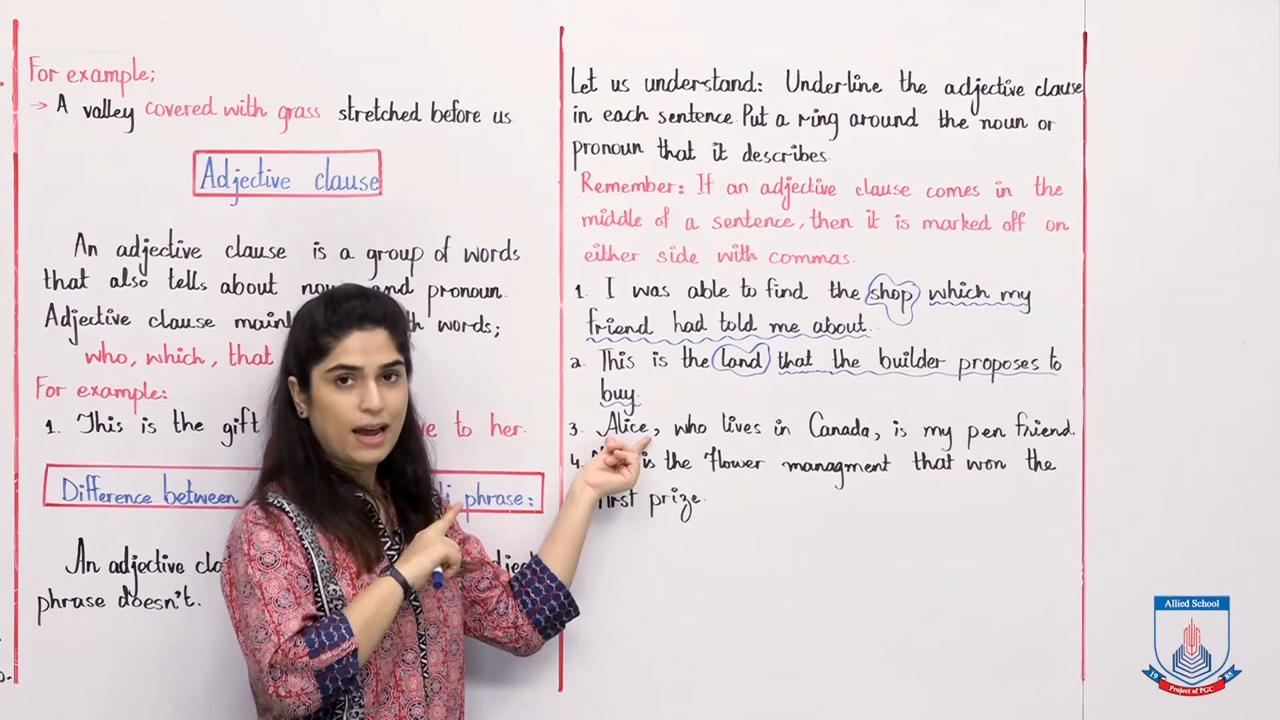 For example;
→ A valley covered with grass stretched before us
Adjective clause
An adjective clause is a group of words
that also tells about noun and pronoun.
Adjective clause words;
who, which, that
For example:
1. This is the gift to her.
Difference between phrase:
An adjective
phrase doesn't.
Let us understand: Underline the adjective clause
in each sentence. Put a ring around the noun or
pronoun that it describes.
Remember: If an adjective clause comes in the
middle of a sentence, then it is marked off on
either side with commas.
1. I was able to find the shop which my
friend had told me about.
2. This is the land that the builder proposes to
buy.
3. Alice, who lives in Canada, is my pen friend.
4. is the flower managment that won the
first prize.
Allied School
1985
Project of PGC